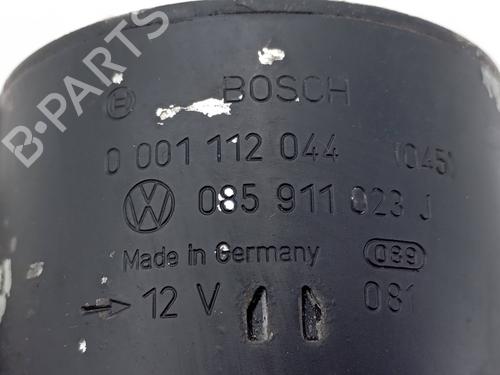 BOSCH
0 001 112 044 (045)
085 911 023 J
Made in Germany 089
12 V 081
B-PARTS